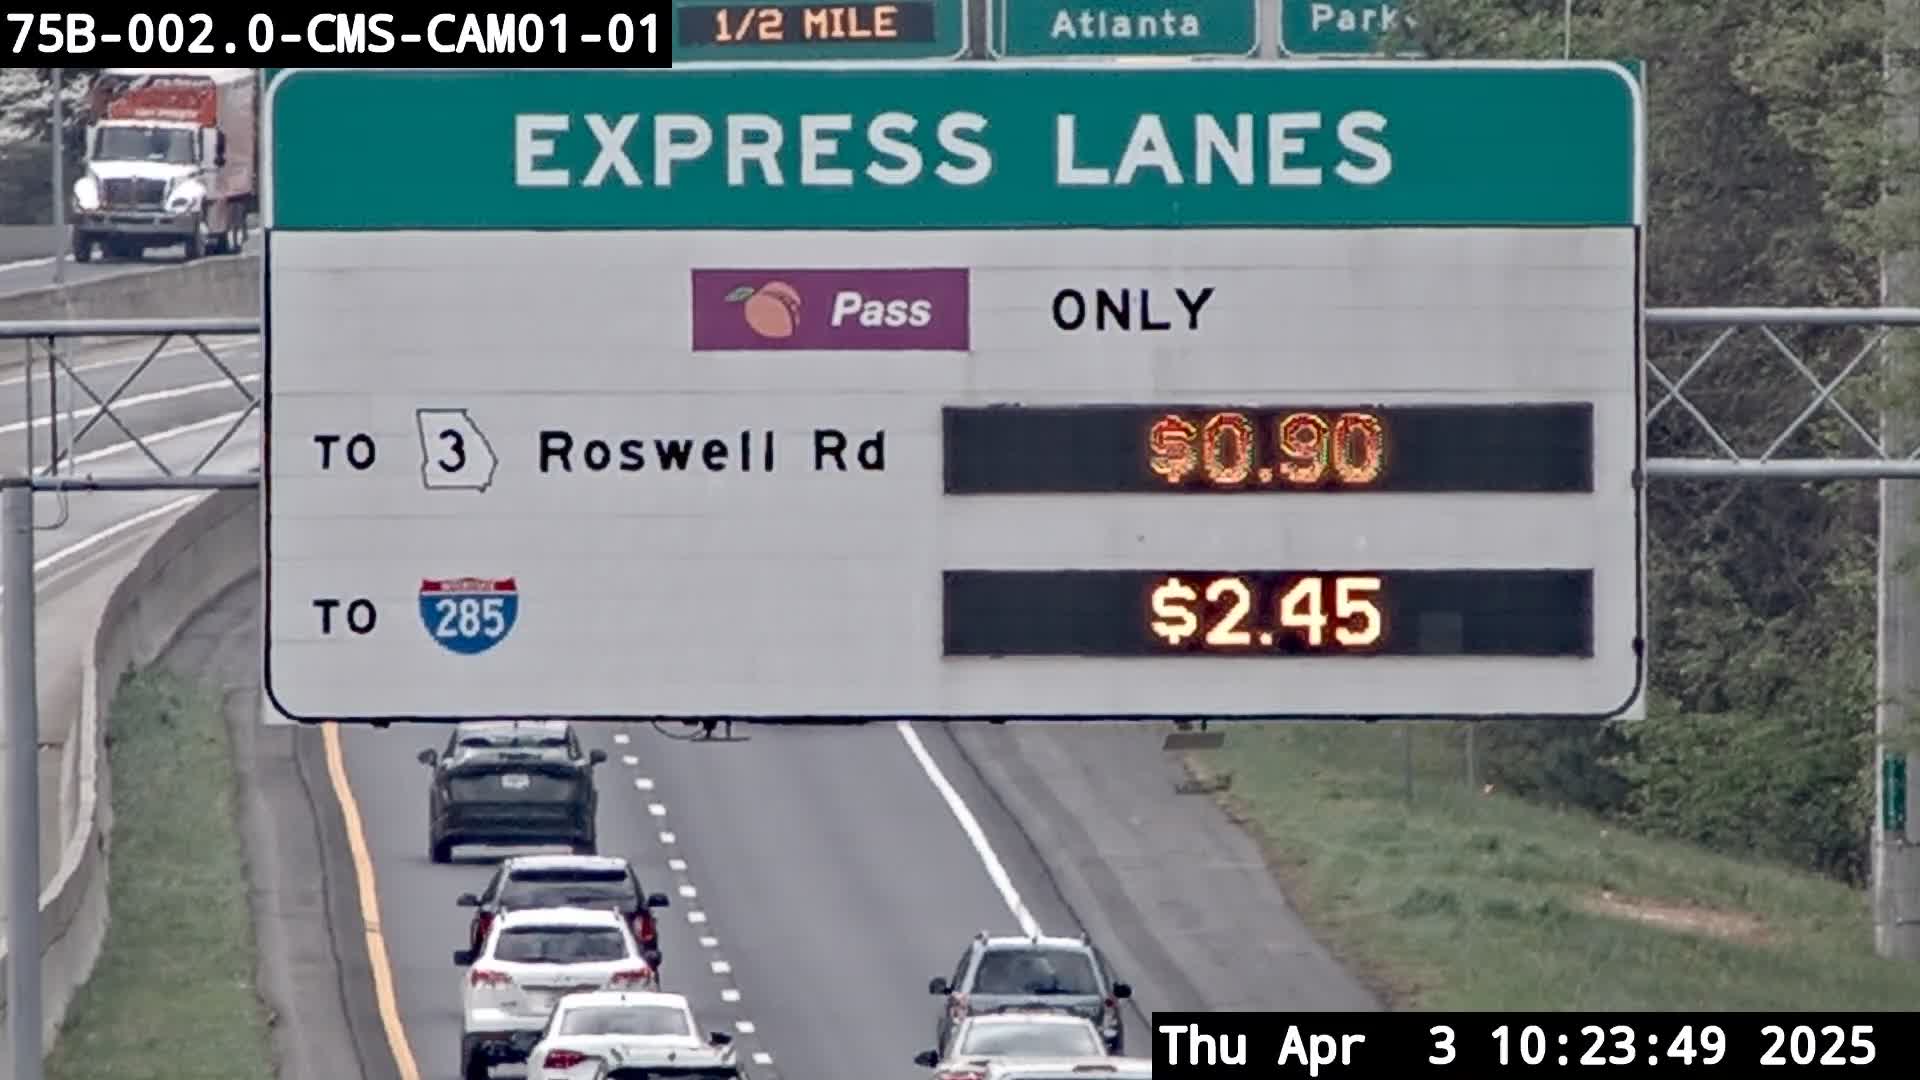 75B-002.0-CMS-CAM01-01
1/2 MILE
Atlanta
EXPRESS LANES
Pass ONLY
TO 3 Roswell Rd $0.90
TO 285 $2.45
Thu Apr 3 10:23:49 2025